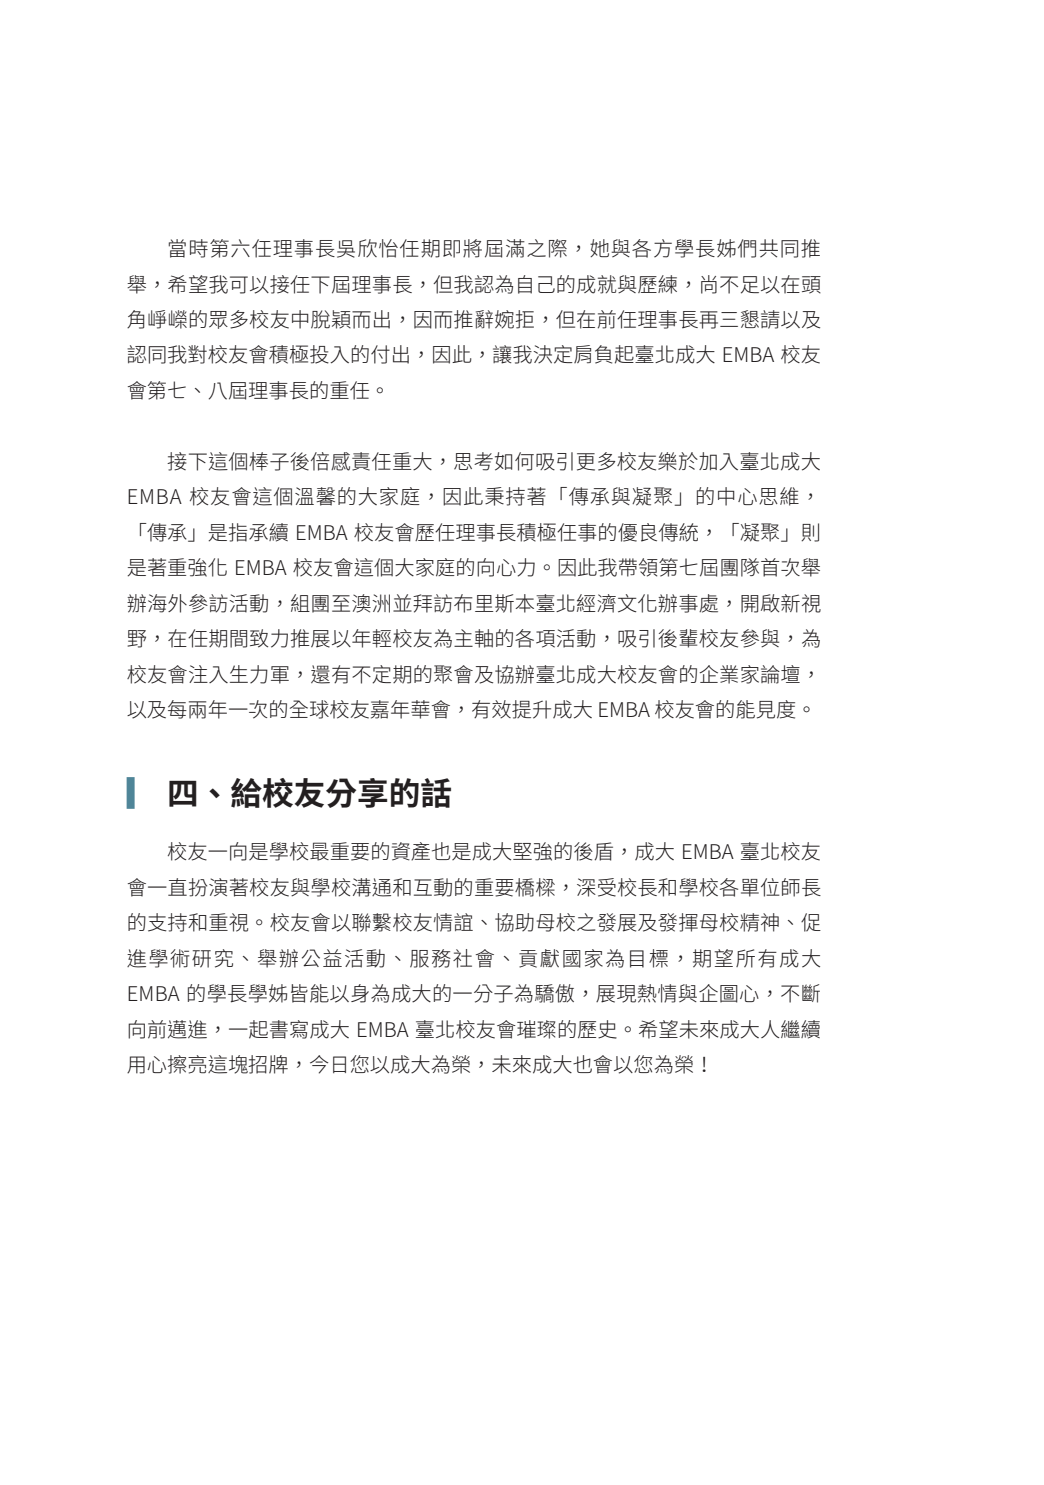 當時第六任理事長吳欣怡任期即將屆滿之際，她與各方學長姊們共同推
舉，希望我可以接任下屆理事長，但我認為自己的成就與歷練，尚不足以在頭
角崢嶸的眾多校友中脫穎而出，因而推辭婉拒，但在前任理事長再三懇請以及
認同我對校友會積極投入的付出，因此，讓我決定肩負起臺北成大 EMBA 校友
會第七、八屆理事長的重任。
接下這個棒子後倍感責任重大，思考如何吸引更多校友樂於加入臺北成大
EMBA 校友會這個溫馨的大家庭，因此秉持著「傳承與凝聚」的中心思維，
「傳承」是指承續 EMBA 校友會歷任理事長積極任事的優良傳統，「凝聚」則
是著重強化 EMBA 校友會這個大家庭的向心力。因此我帶領第七屆團隊首次舉
辦海外參訪活動，組團至澳洲並拜訪布里斯本臺北經濟文化辦事處，開啟新視
野，在任期間致力推展以年輕校友為主軸的各項活動，吸引後輩校友參與，為
校友會注入生力軍，還有不定期的聚會及協辦臺北成大校友會的企業家論壇，
以及每兩年一次的全球校友嘉年華會，有效提升成大 EMBA 校友會的能見度。
四、給校友分享的話
校友一向是學校最重要的資產也是成大堅強的後盾，成大 EMBA 臺北校友
會一直扮演著校友與學校溝通和互動的重要橋樑，深受校長和學校各單位師長
的支持和重視。校友會以聯繫校友情誼、協助母校之發展及發揮母校精神、促
進學術研究、舉辦公益活動、服務社會、貢獻國家為目標，期望所有成大
EMBA 的學長學姊皆能以身為成大的一分子為驕傲，展現熱情與企圖心，不斷
向前邁進，一起書寫成大 EMBA 臺北校友會璀璨的歷史。希望未來成大人繼續
用心擦亮這塊招牌，今日您以成大為榮，未來成大也會以您為榮！